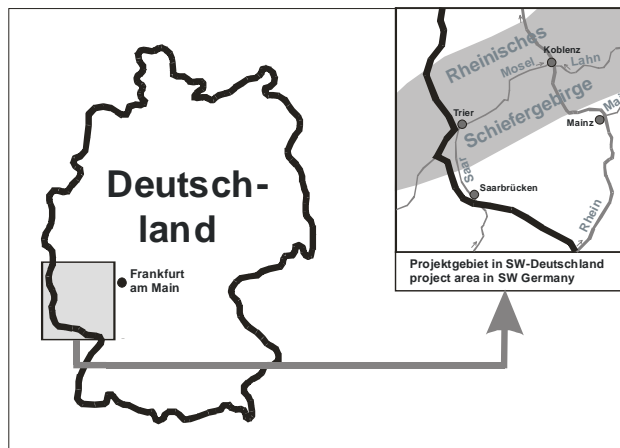 Deutsch-
land
Frankfurt
am Main
Rheinisches
Schiefergebirge
Koblenz
Mosel
Lahn
Trier
Mainz
Ma
Saar
Saarbrücken
Rhein
Projektgebiet in SW-Deutschland
project area in SW Germany